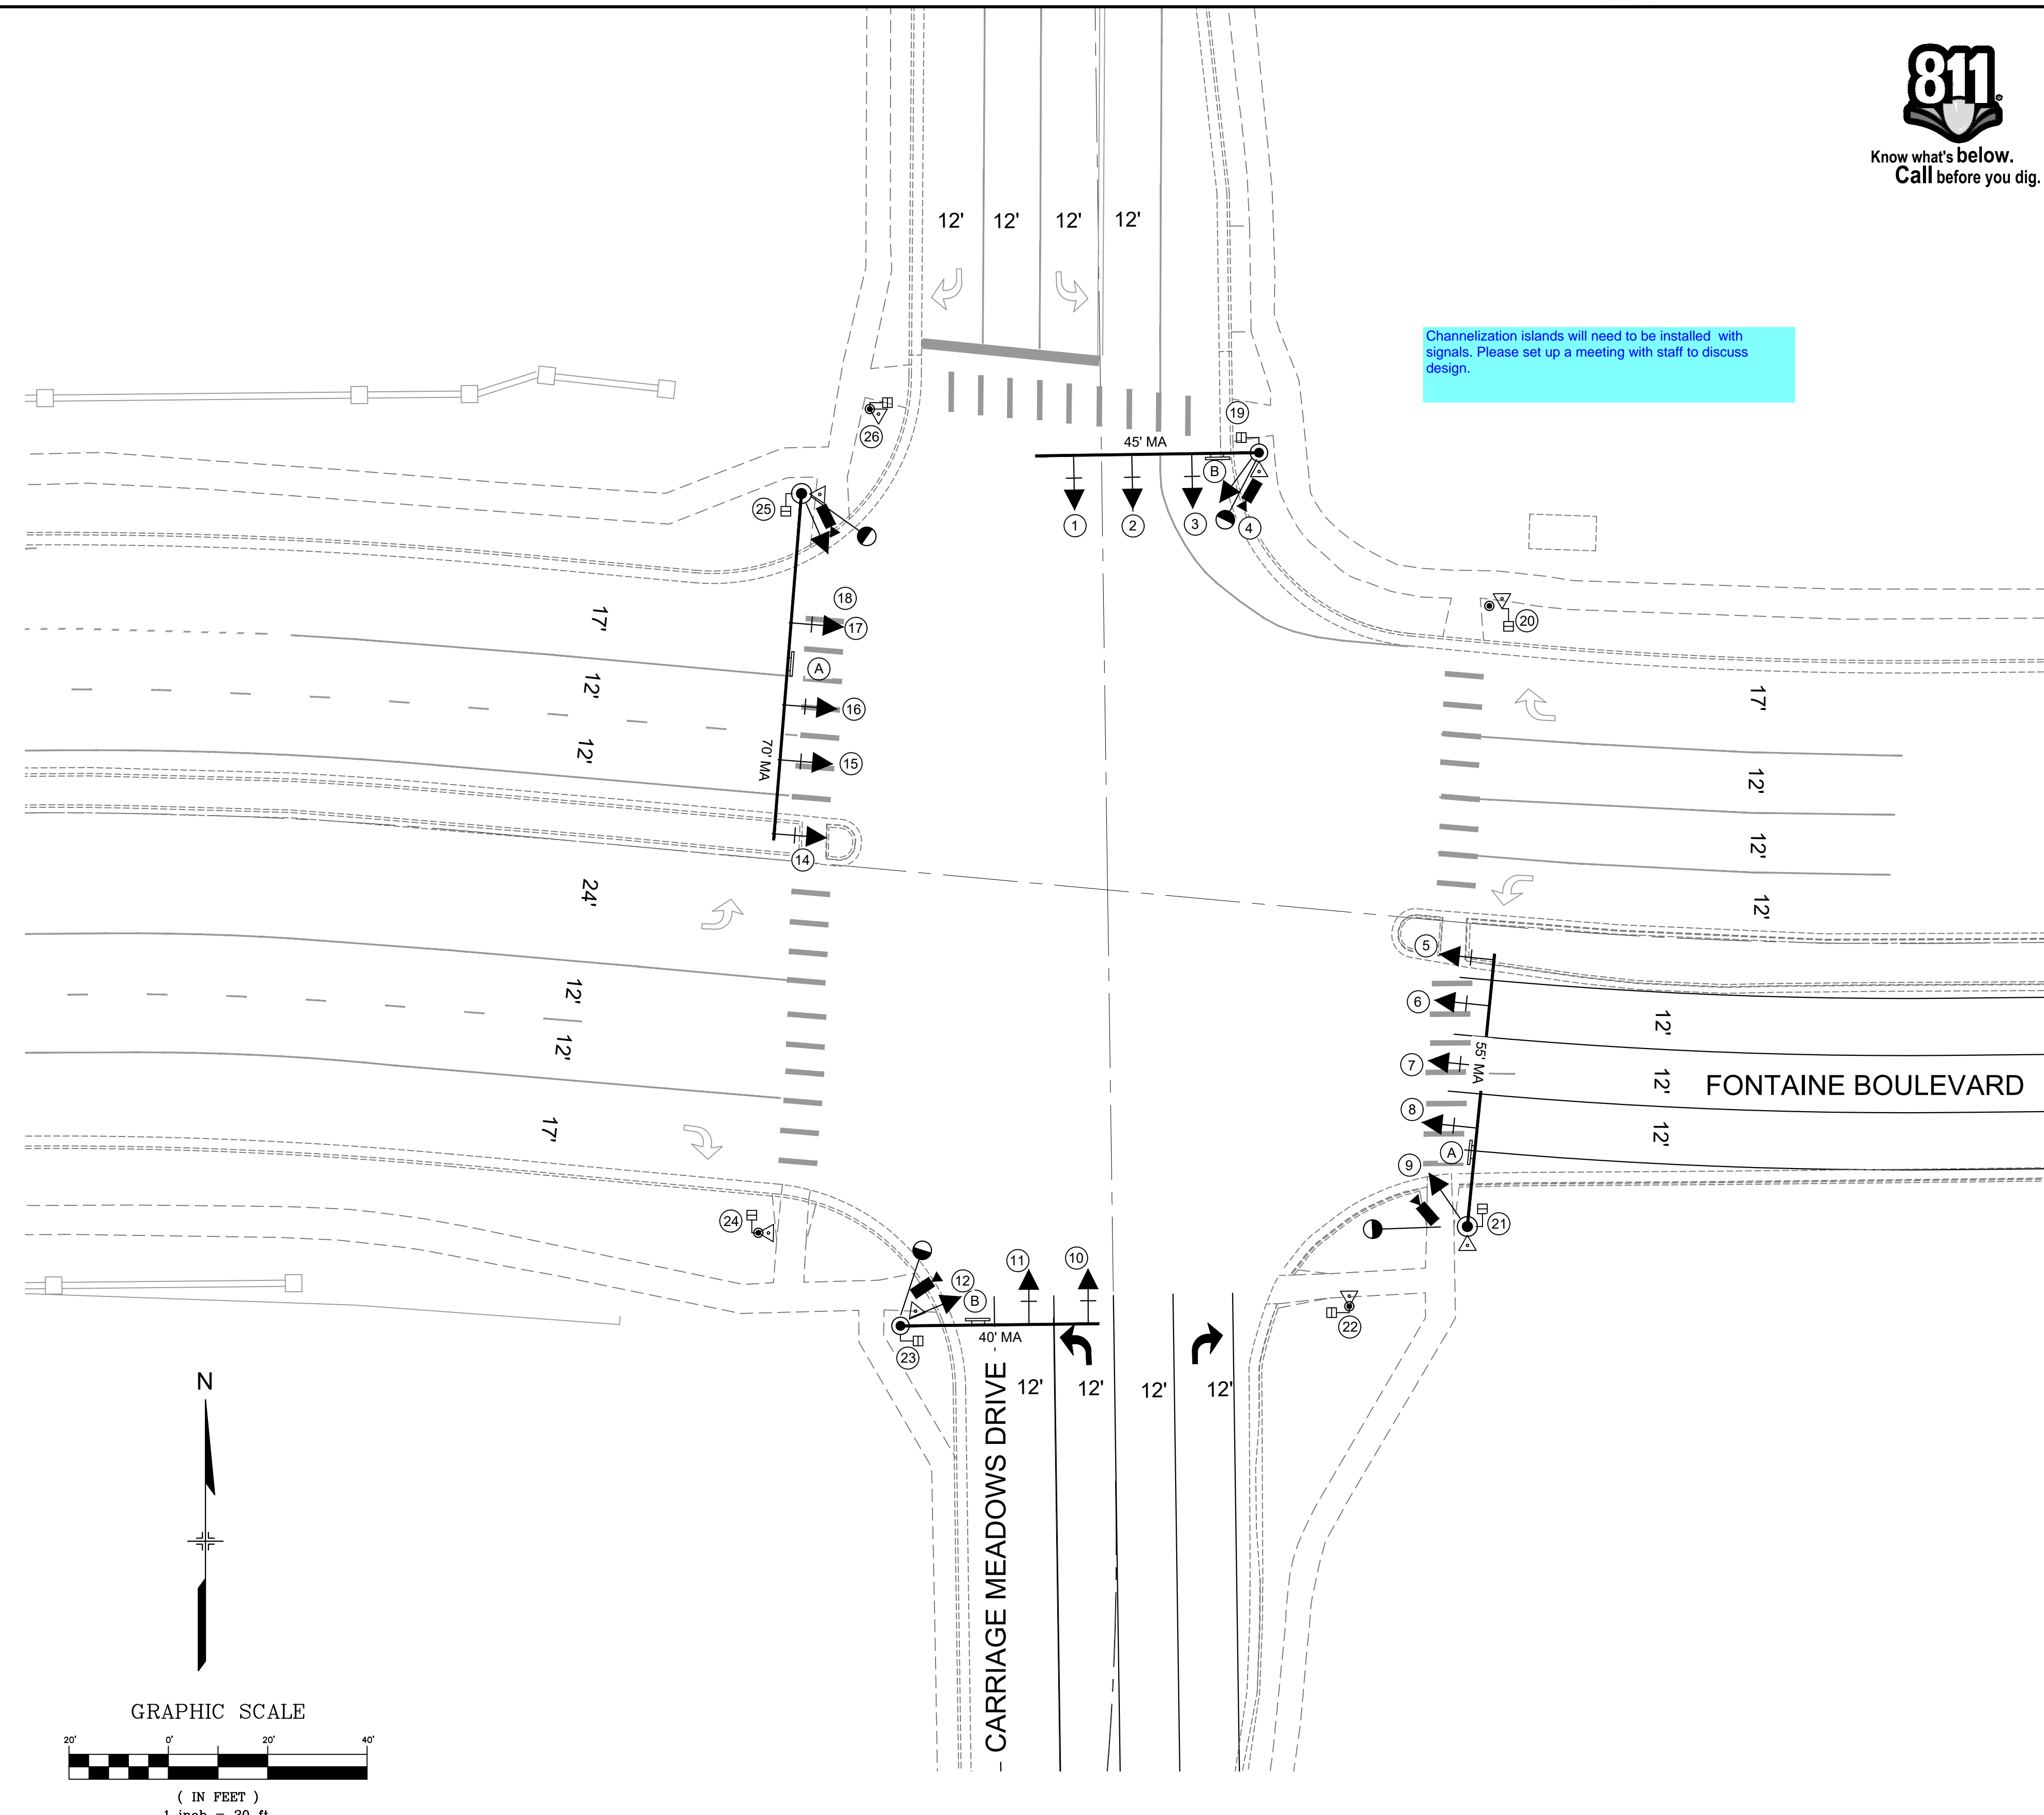 811
Know what's below.
Call before you dig.
12' 12' 12' 12'
Channelization islands will need to be installed with
signals. Please set up a meeting with staff to discuss
design.
19
26
45' MA
B
25
1 2 3 4
18
17
20
17'
A
12'
16
17'
12'
70' MA
15
12'
14
12'
24'
12'
5
12'
6
12'
12'
55' MA
7
12'
FONTAINE BOULEVARD
8
17'
12'
A
9
24
21
11 10
12
B
22
40' MA
23
12' 12' 12' 12'
CARRIAGE MEADOWS DRIVE
N
GRAPHIC SCALE
20' 0' 20' 40'
( IN FEET )
1 inch = 20 ft